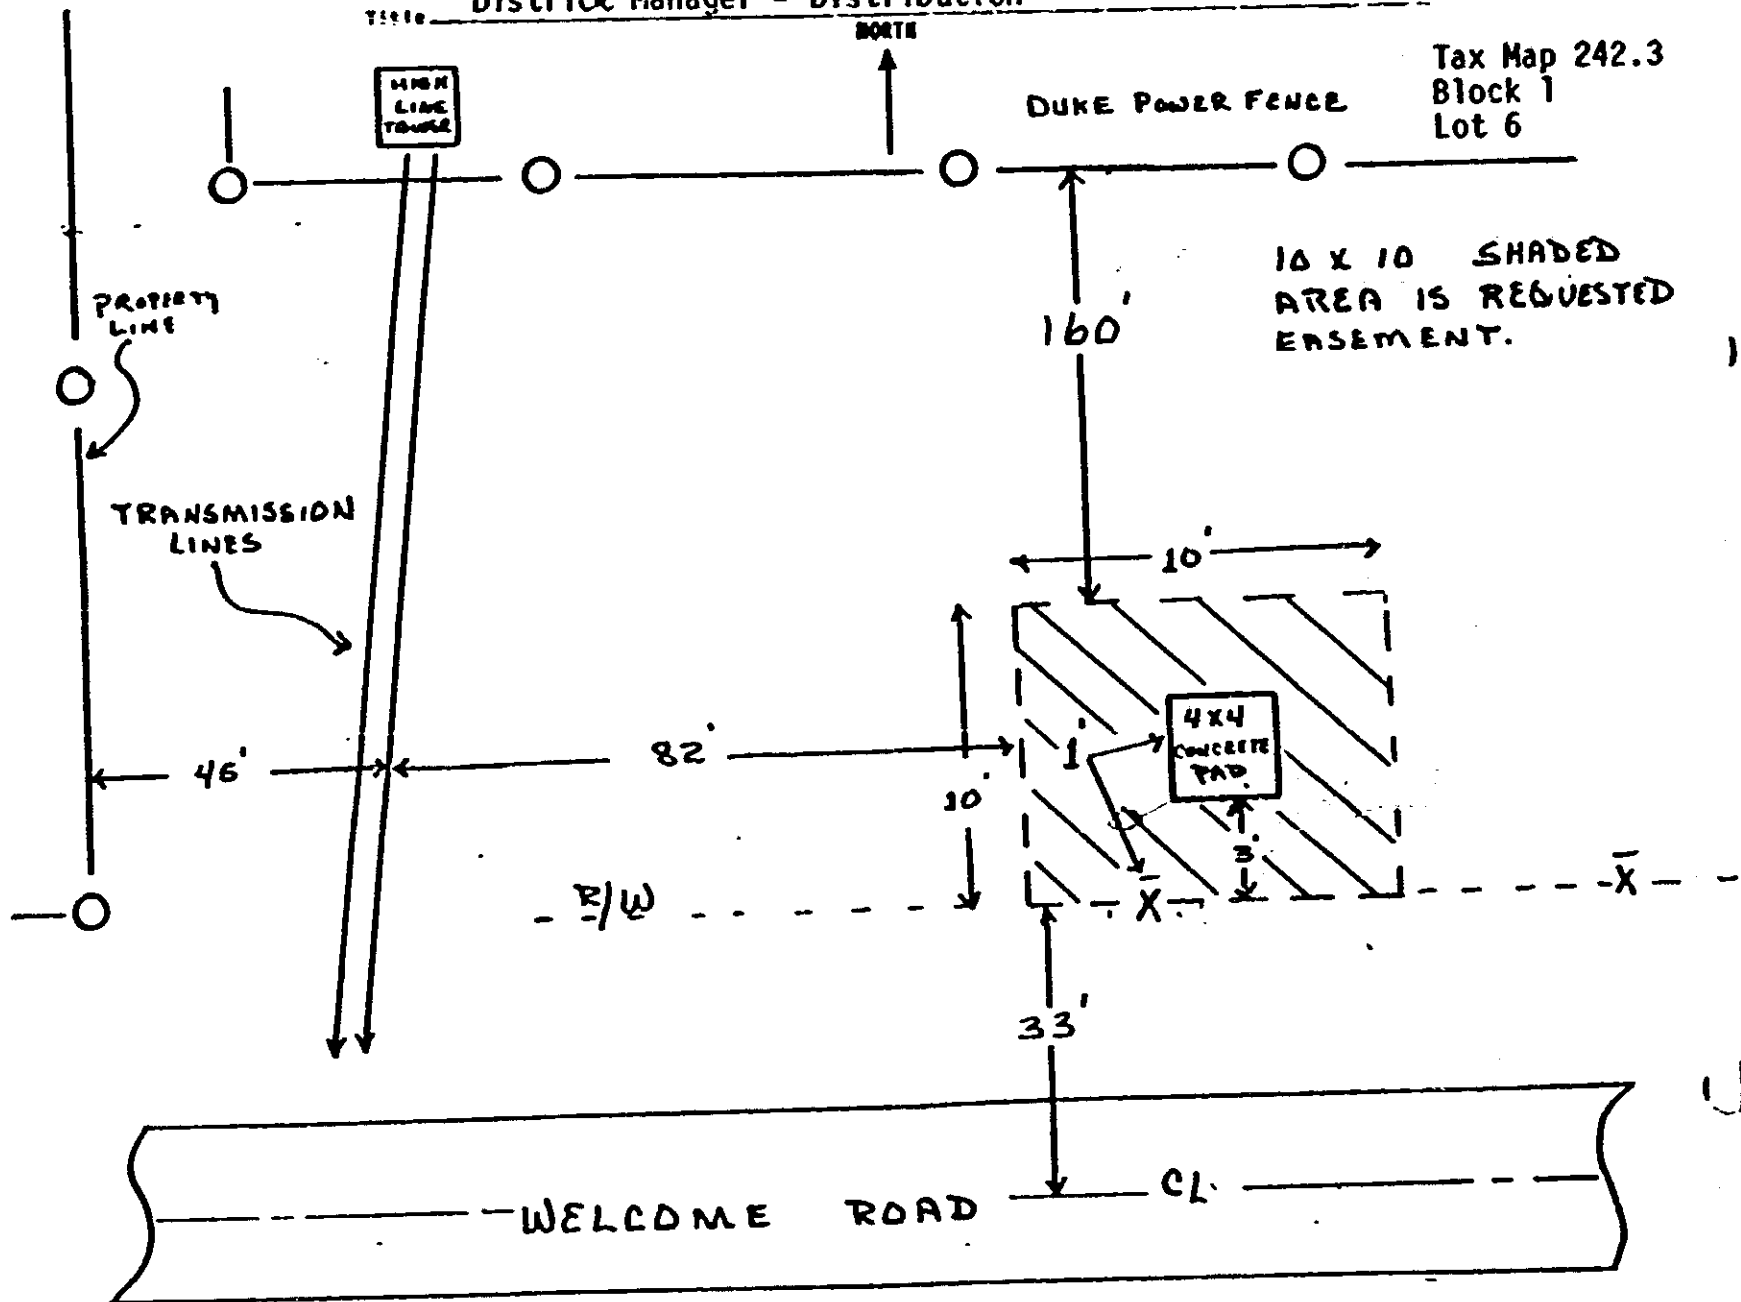 Title District Manager - Distribution
NORTH
Tax Map 242.3
Block 1
Lot 6
HIGH
LINE
TOWER
DUKE POWER FENCE
10 X 10 SHADED
AREA IS REQUESTED
EASEMENT.
PROPERTY
LINE
160'
TRANSMISSION
LINES
10'
4X4
CONCRETE
PAD.
1'
82'
10'
3'
R/W
X
X
33'
WELCOME ROAD
CL.